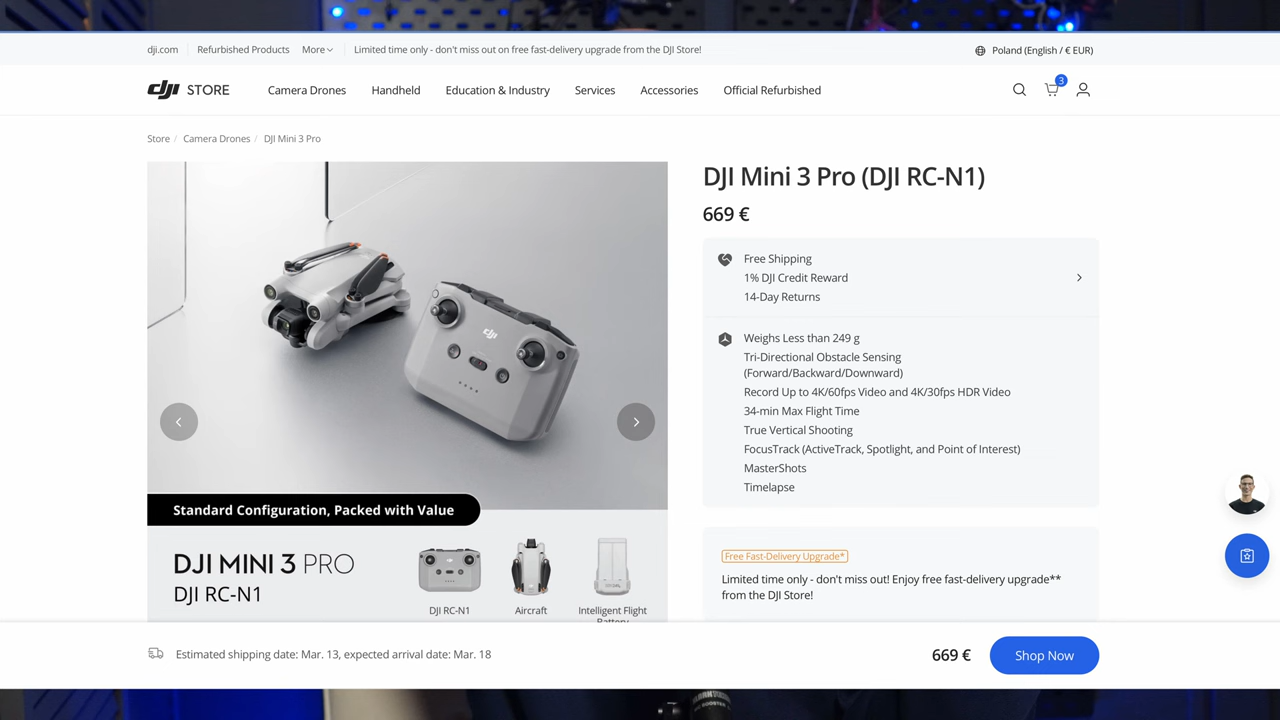 dji.com
Refurbished Products
More
Limited time only - don't miss out on free fast-delivery upgrade from the DJI Store!
Poland (English / € EUR)
dji STORE
Camera Drones
Handheld
Education & Industry
Services
Accessories
Official Refurbished
3
Store / Camera Drones / DJI Mini 3 Pro
dji
Standard Configuration, Packed with Value
DJI MINI 3 PRO
DJI RC-N1
DJI RC-N1
Aircraft
Intelligent Flight
Battery
DJI Mini 3 Pro (DJI RC-N1)
669 €
Free Shipping
1% DJI Credit Reward
14-Day Returns
Weighs Less than 249 g
Tri-Directional Obstacle Sensing
(Forward/Backward/Downward)
Record Up to 4K/60fps Video and 4K/30fps HDR Video
34-min Max Flight Time
True Vertical Shooting
FocusTrack (ActiveTrack, Spotlight, and Point of Interest)
MasterShots
Timelapse
Free Fast-Delivery Upgrade*
Limited time only - don't miss out! Enjoy free fast-delivery upgrade**
from the DJI Store!
Estimated shipping date: Mar. 13, expected arrival date: Mar. 18
669 €
Shop Now